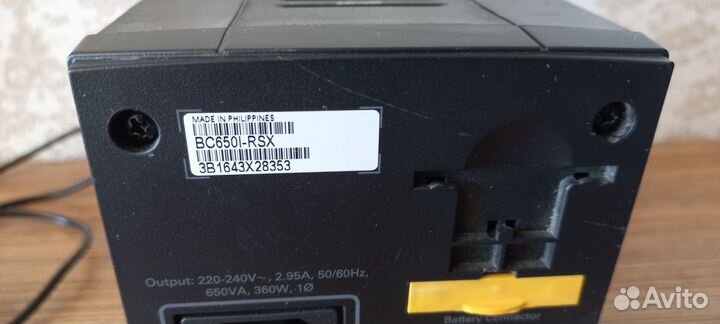 MADE IN PHILIPPINES
BC650I-RSX
3B1643X28353
Output: 220-240V~, 2.95A, 50/60Hz,
650VA, 360W, 1Ø
Battery Connector
Avito